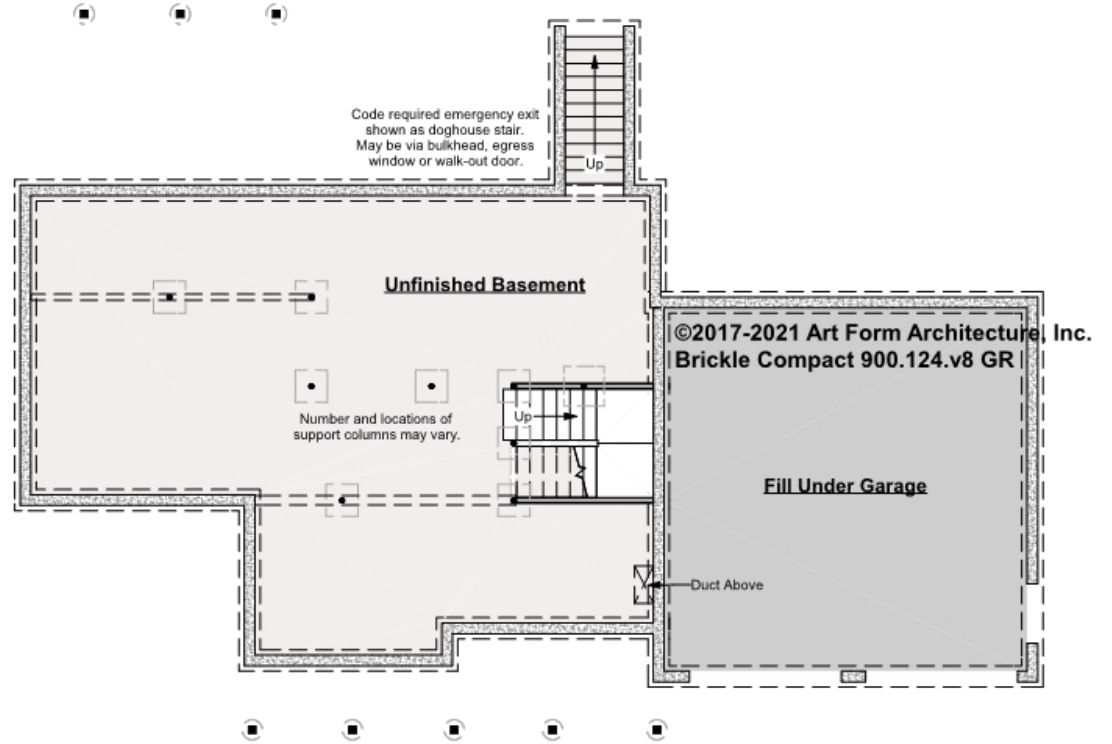 Code required emergency exit
shown as doghouse stair.
May be via bulkhead, egress
window or walk-out door.
Up
Unfinished Basement
©2017-2021 Art Form Architecture, Inc.
Brickle Compact 900.124.v8 GR
Up
Number and locations of
support columns may vary.
Fill Under Garage
Duct Above